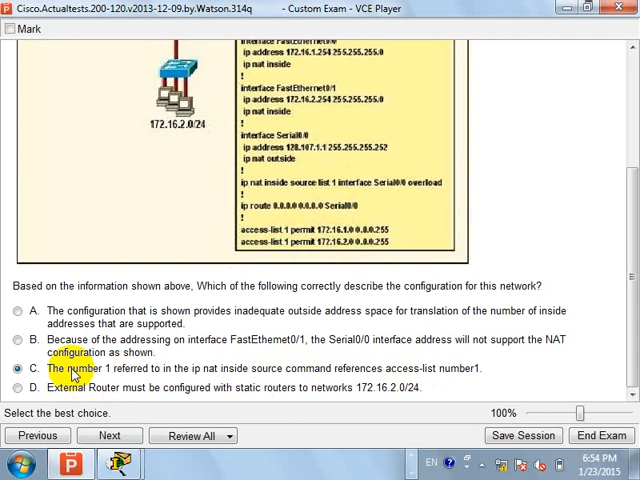 Cisco.Actualtests.200-120.v2013-12-09.by.Watson.314q - Custom Exam - VCE Player
Mark
interface FastEthernet0/0
ip address 172.16.1.254 255.255.255.0
ip nat inside
!
interface FastEthernet0/1
ip address 172.16.2.254 255.255.255.0
ip nat inside
!
interface Serial0/0
ip address 128.107.1.1 255.255.255.252
ip nat outside
!
ip nat inside source list 1 interface Serial0/0 overload
!
ip route 0.0.0.0 0.0.0.0 Serial0/0
!
access-list 1 permit 172.16.1.0 0.0.0.255
access-list 1 permit 172.16.2.0 0.0.0.255
172.16.2.0/24
Based on the information shown above, Which of the following correctly describe the configuration for this network?
A. The configuration that is shown provides inadequate outside address space for translation of the number of inside
addresses that are supported.
B. Because of the addressing on interface FastEthemet0/1, the Serial0/0 interface address will not support the NAT
configuration as shown.
C. The number 1 referred to in the ip nat inside source command references access-list number1.
D. External Router must be configured with static routers to networks 172.16.2.0/24.
Select the best choice.
100%
Previous
Next
Review All
Save Session
End Exam
EN
6:54 PM
1/23/2015